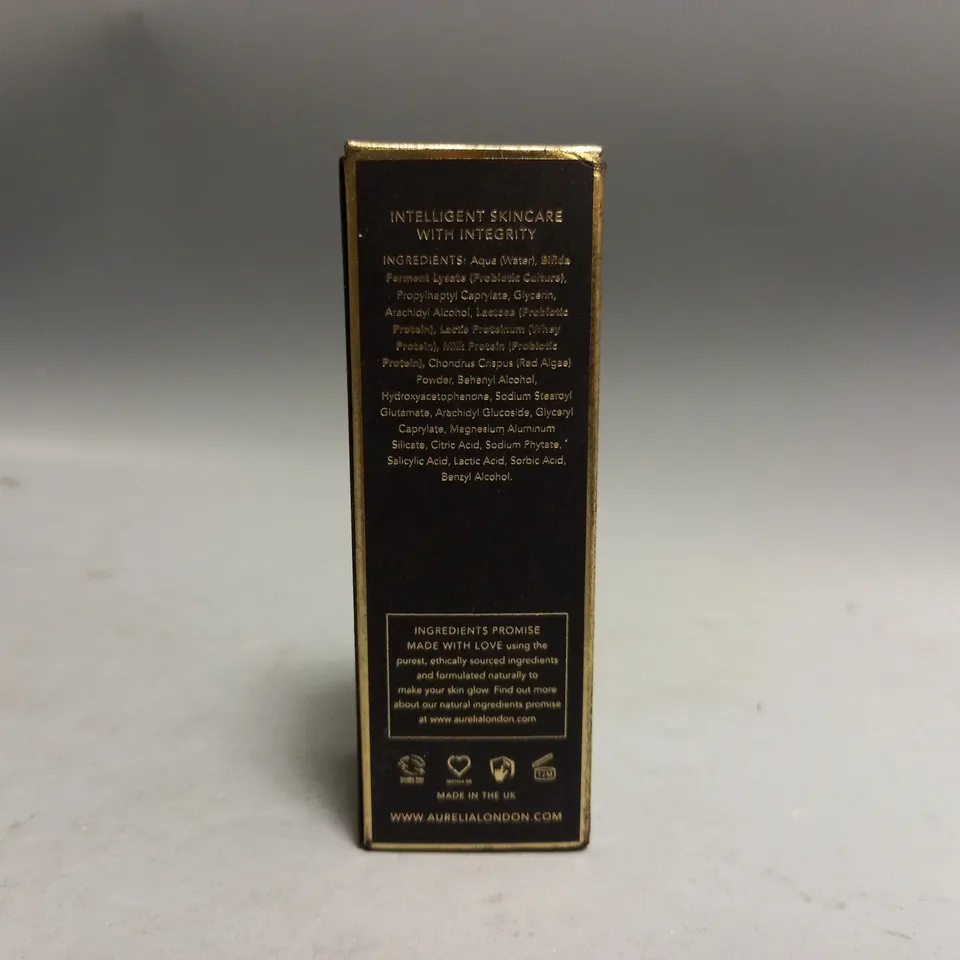 INTELLIGENT SKINCARE
WITH INTEGRITY
INGREDIENTS: Aqua (Water), Bifida
Ferment Lysate (Probiotic Culture),
Propylheptyl Caprylate, Glycerin,
Arachidyl Alcohol, Lactose (Probiotic
Protein), Lactis Proteinum (Whey
Protein), Milk Protein (Probiotic
Protein), Chondrus Crispus (Red Algae)
Powder, Behenyl Alcohol,
Hydroxyacetophenone, Sodium Stearoyl
Glutamate, Arachidyl Glucoside, Glyceryl
Caprylate, Magnesium Aluminum
Silicate, Citric Acid, Sodium Phytate,
Salicylic Acid, Lactic Acid, Sorbic Acid,
Benzyl Alcohol.
INGREDIENTS PROMISE
MADE WITH LOVE using the
purest, ethically sourced ingredients
and formulated naturally to
make your skin glow. Find out more
about our natural ingredients promise
at www.aurelialondon.com
12M
MADE IN THE UK
WWW.AURELIALONDON.COM